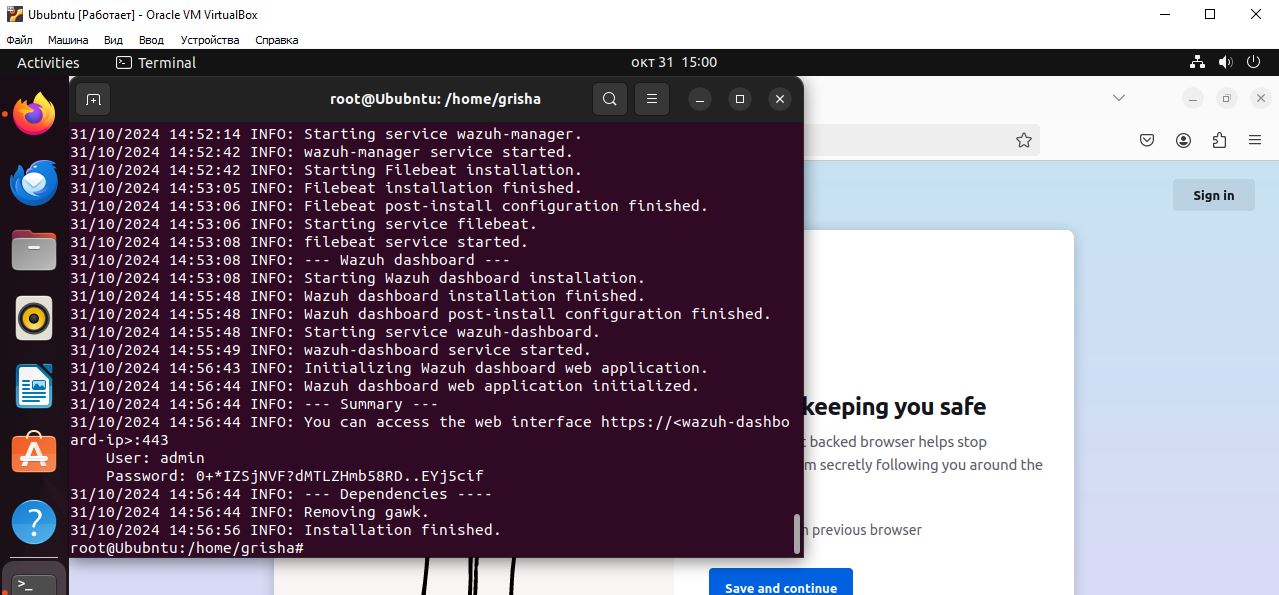 Ububntu [Работает] - Oracle VM VirtualBox
Файл Машина Вид Ввод Устройства Справка
Activities Terminal окт 31 15:00
root@Ububntu: /home/grisha
31/10/2024 14:52:14 INFO: Starting service wazuh-manager.
31/10/2024 14:52:42 INFO: wazuh-manager service started.
31/10/2024 14:52:42 INFO: Starting Filebeat installation.
31/10/2024 14:53:05 INFO: Filebeat installation finished.
31/10/2024 14:53:06 INFO: Filebeat post-install configuration finished.
31/10/2024 14:53:06 INFO: Starting service filebeat.
31/10/2024 14:53:08 INFO: filebeat service started.
31/10/2024 14:53:08 INFO: --- Wazuh dashboard ---
31/10/2024 14:53:08 INFO: Starting Wazuh dashboard installation.
31/10/2024 14:55:48 INFO: Wazuh dashboard installation finished.
31/10/2024 14:55:48 INFO: Wazuh dashboard post-install configuration finished.
31/10/2024 14:55:48 INFO: Starting service wazuh-dashboard.
31/10/2024 14:55:49 INFO: wazuh-dashboard service started.
31/10/2024 14:56:43 INFO: Initializing Wazuh dashboard web application.
31/10/2024 14:56:44 INFO: Wazuh dashboard web application initialized.
31/10/2024 14:56:44 INFO: --- Summary ---
31/10/2024 14:56:44 INFO: You can access the web interface https://<wazuh-dashbo
ard-ip>:443
User: admin
Password: 0+*IZSjNVF?dMTLZHmb58RD..EYj5cif
31/10/2024 14:56:44 INFO: --- Dependencies ----
31/10/2024 14:56:44 INFO: Removing gawk.
31/10/2024 14:56:56 INFO: Installation finished.
root@Ububntu:/home/grisha#
Sign in
keeping you safe
backed browser helps stop
m secretly following you around the
previous browser
Save and continue